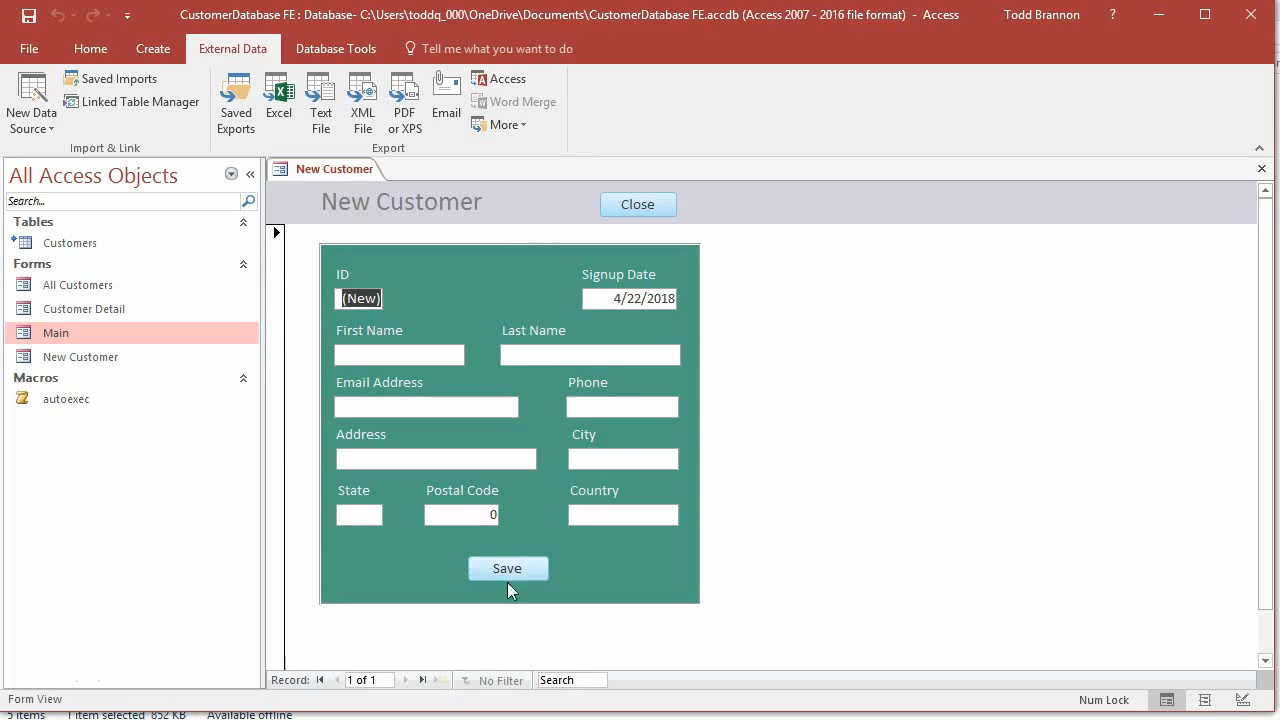 CustomerDatabase FE : Database- C:\Users\toddq_000\OneDrive\Documents\CustomerDatabase FE.accdb (Access 2007 - 2016 file format) - Access
Todd Brannon
?
File
Home
Create
External Data
Database Tools
Tell me what you want to do
New Data
Source
Saved Imports
Linked Table Manager
Import & Link
Saved
Exports
Excel
Text
File
XML
File
PDF
or XPS
Email
Access
Word Merge
More
Export
All Access Objects
Search...
Tables
Customers
Forms
All Customers
Customer Detail
Main
New Customer
Macros
autoexec
New Customer
New Customer
Close
ID
Signup Date
(New)
4/22/2018
First Name
Last Name
Email Address
Phone
Address
City
State
Postal Code
Country
0
Save
Record:
1 of 1
No Filter
Search
Form View
Num Lock
5 items
1 item selected 852 KB
Available offline